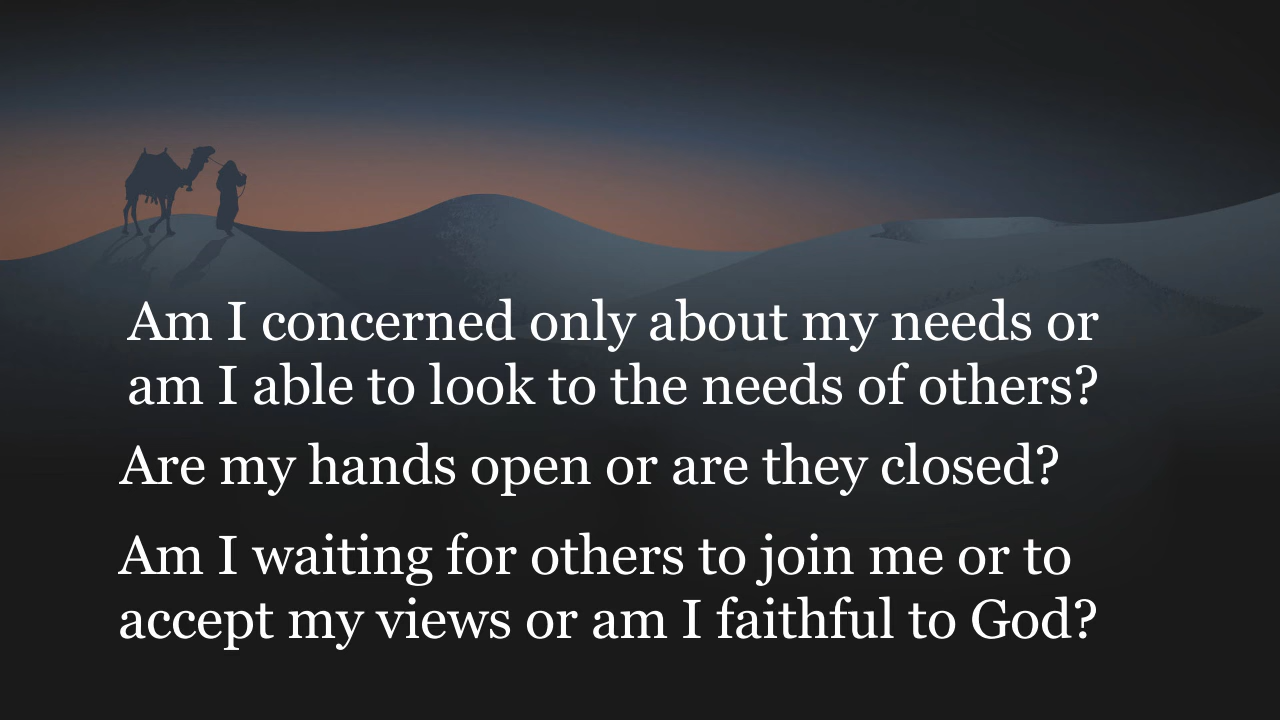 Am I concerned only about my needs or
am I able to look to the needs of others?
Are my hands open or are they closed?
Am I waiting for others to join me or to
accept my views or am I faithful to God?